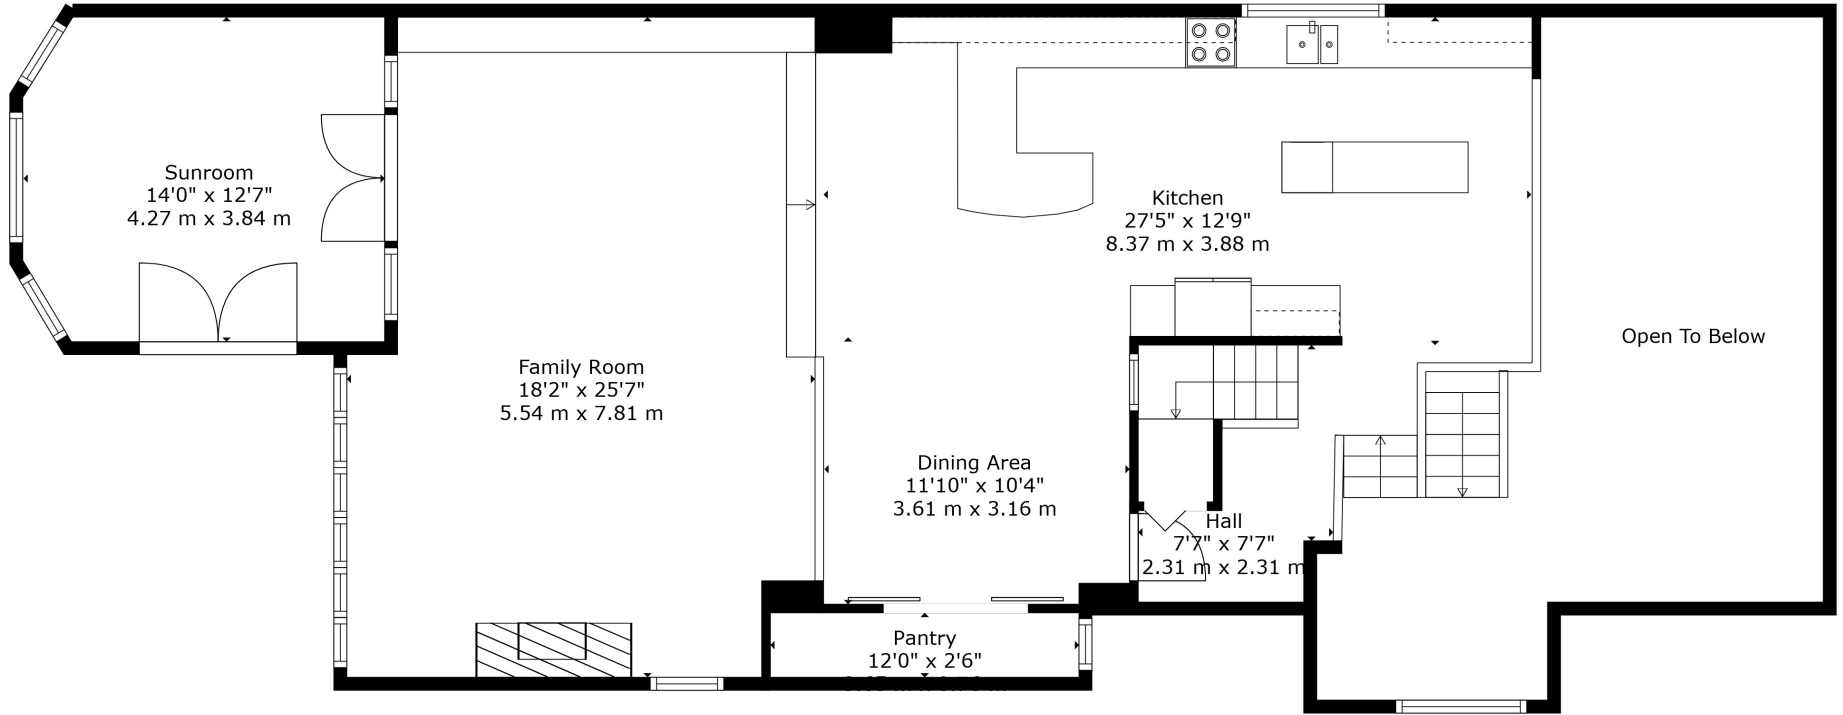 Sunroom
14'0" x 12'7"
4.27 m x 3.84 m
Family Room
18'2" x 25'7"
5.54 m x 7.81 m
Kitchen
27'5" x 12'9"
8.37 m x 3.88 m
Open To Below
Dining Area
11'10" x 10'4"
3.61 m x 3.16 m
Hall
7'7" x 7'7"
2.31 m x 2.31 m
Pantry
12'0" x 2'6"